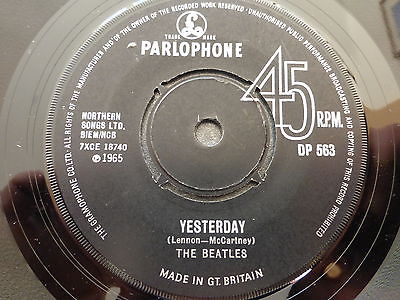 THE GRAMOPHONE CO. LTD. ALL RIGHTS OF THE MANUFACTURER AND OF THE OWNER OF THE RECORDED WORK RESERVED · UNAUTHORISED PUBLIC PERFORMANCE, BROADCASTING AND COPYING OF THIS RECORD PROHIBITED
TRADE MARK
PARLOPHONE
45 R.P.M.
NORTHERN
SONGS LTD.
BIEM/NCB
7XCE 18740
℗ 1965
DP 563
YESTERDAY
(Lennon—McCartney)
THE BEATLES
MADE IN GT. BRITAIN